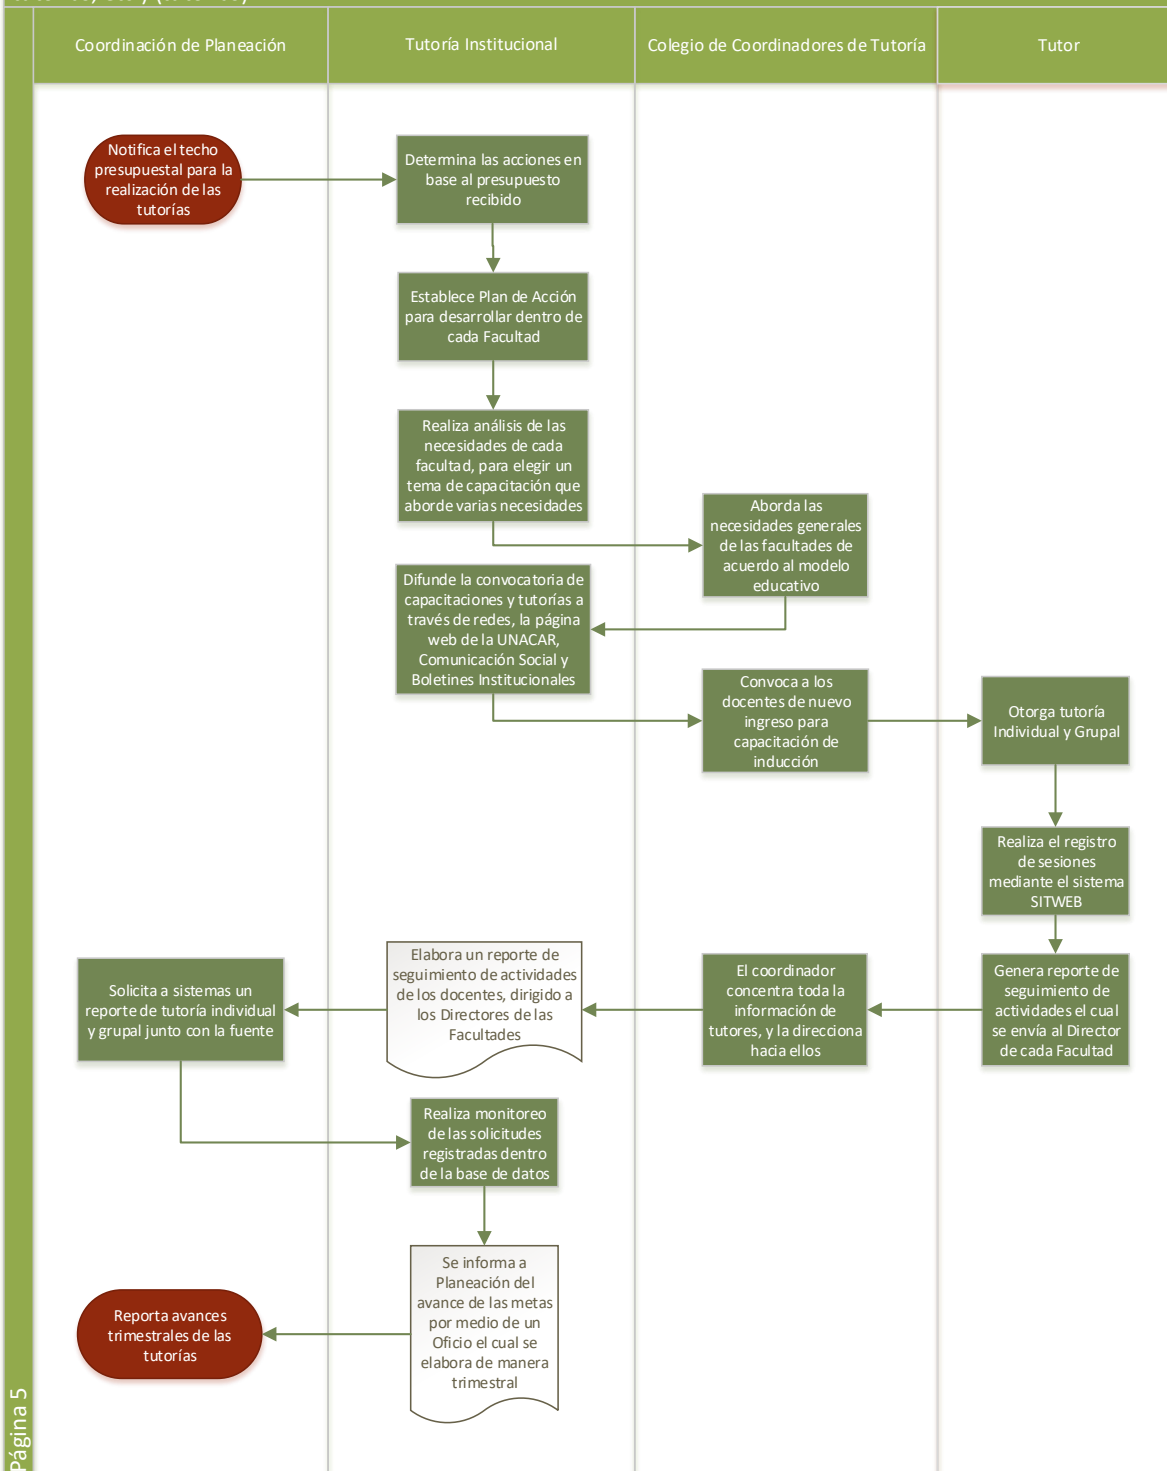 Coordinación de Planeación
Tutoría Institucional
Colegio de Coordinadores de Tutoría
Tutor
Notifica el techo
presupuestal para la
realización de las
tutorías
Determina las acciones en
base al presupuesto
recibido
Establece Plan de Acción
para desarrollar dentro de
cada Facultad
Realiza análisis de las
necesidades de cada
facultad, para elegir un
tema de capacitación que
aborde varias necesidades
Aborda las
necesidades generales
de las facultades de
acuerdo al modelo
educativo
Difunde la convocatoria de
capacitaciones y tutorías a
través de redes, la página
web de la UNACAR,
Comunicación Social y
Boletines Institucionales
Convoca a los
docentes de nuevo
ingreso para
capacitación de
inducción
Otorga tutoría
Individual y Grupal
Realiza el registro
de sesiones
mediante el sistema
SITWEB
Genera reporte de
seguimiento de
actividades el cual
se envía al Director
de cada Facultad
El coordinador
concentra toda la
información de
tutores, y la direcciona
hacia ellos
Elabora un reporte de
seguimiento de actividades
de los docentes, dirigido a
los Directores de las
Facultades
Solicita a sistemas un
reporte de tutoría individual
y grupal junto con la fuente
Realiza monitoreo
de las solicitudes
registradas dentro
de la base de datos
Se informa a
Planeación del
avance de las metas
por medio de un
Oficio el cual se
elabora de manera
trimestral
Reporta avances
trimestrales de las
tutorías
Página 5